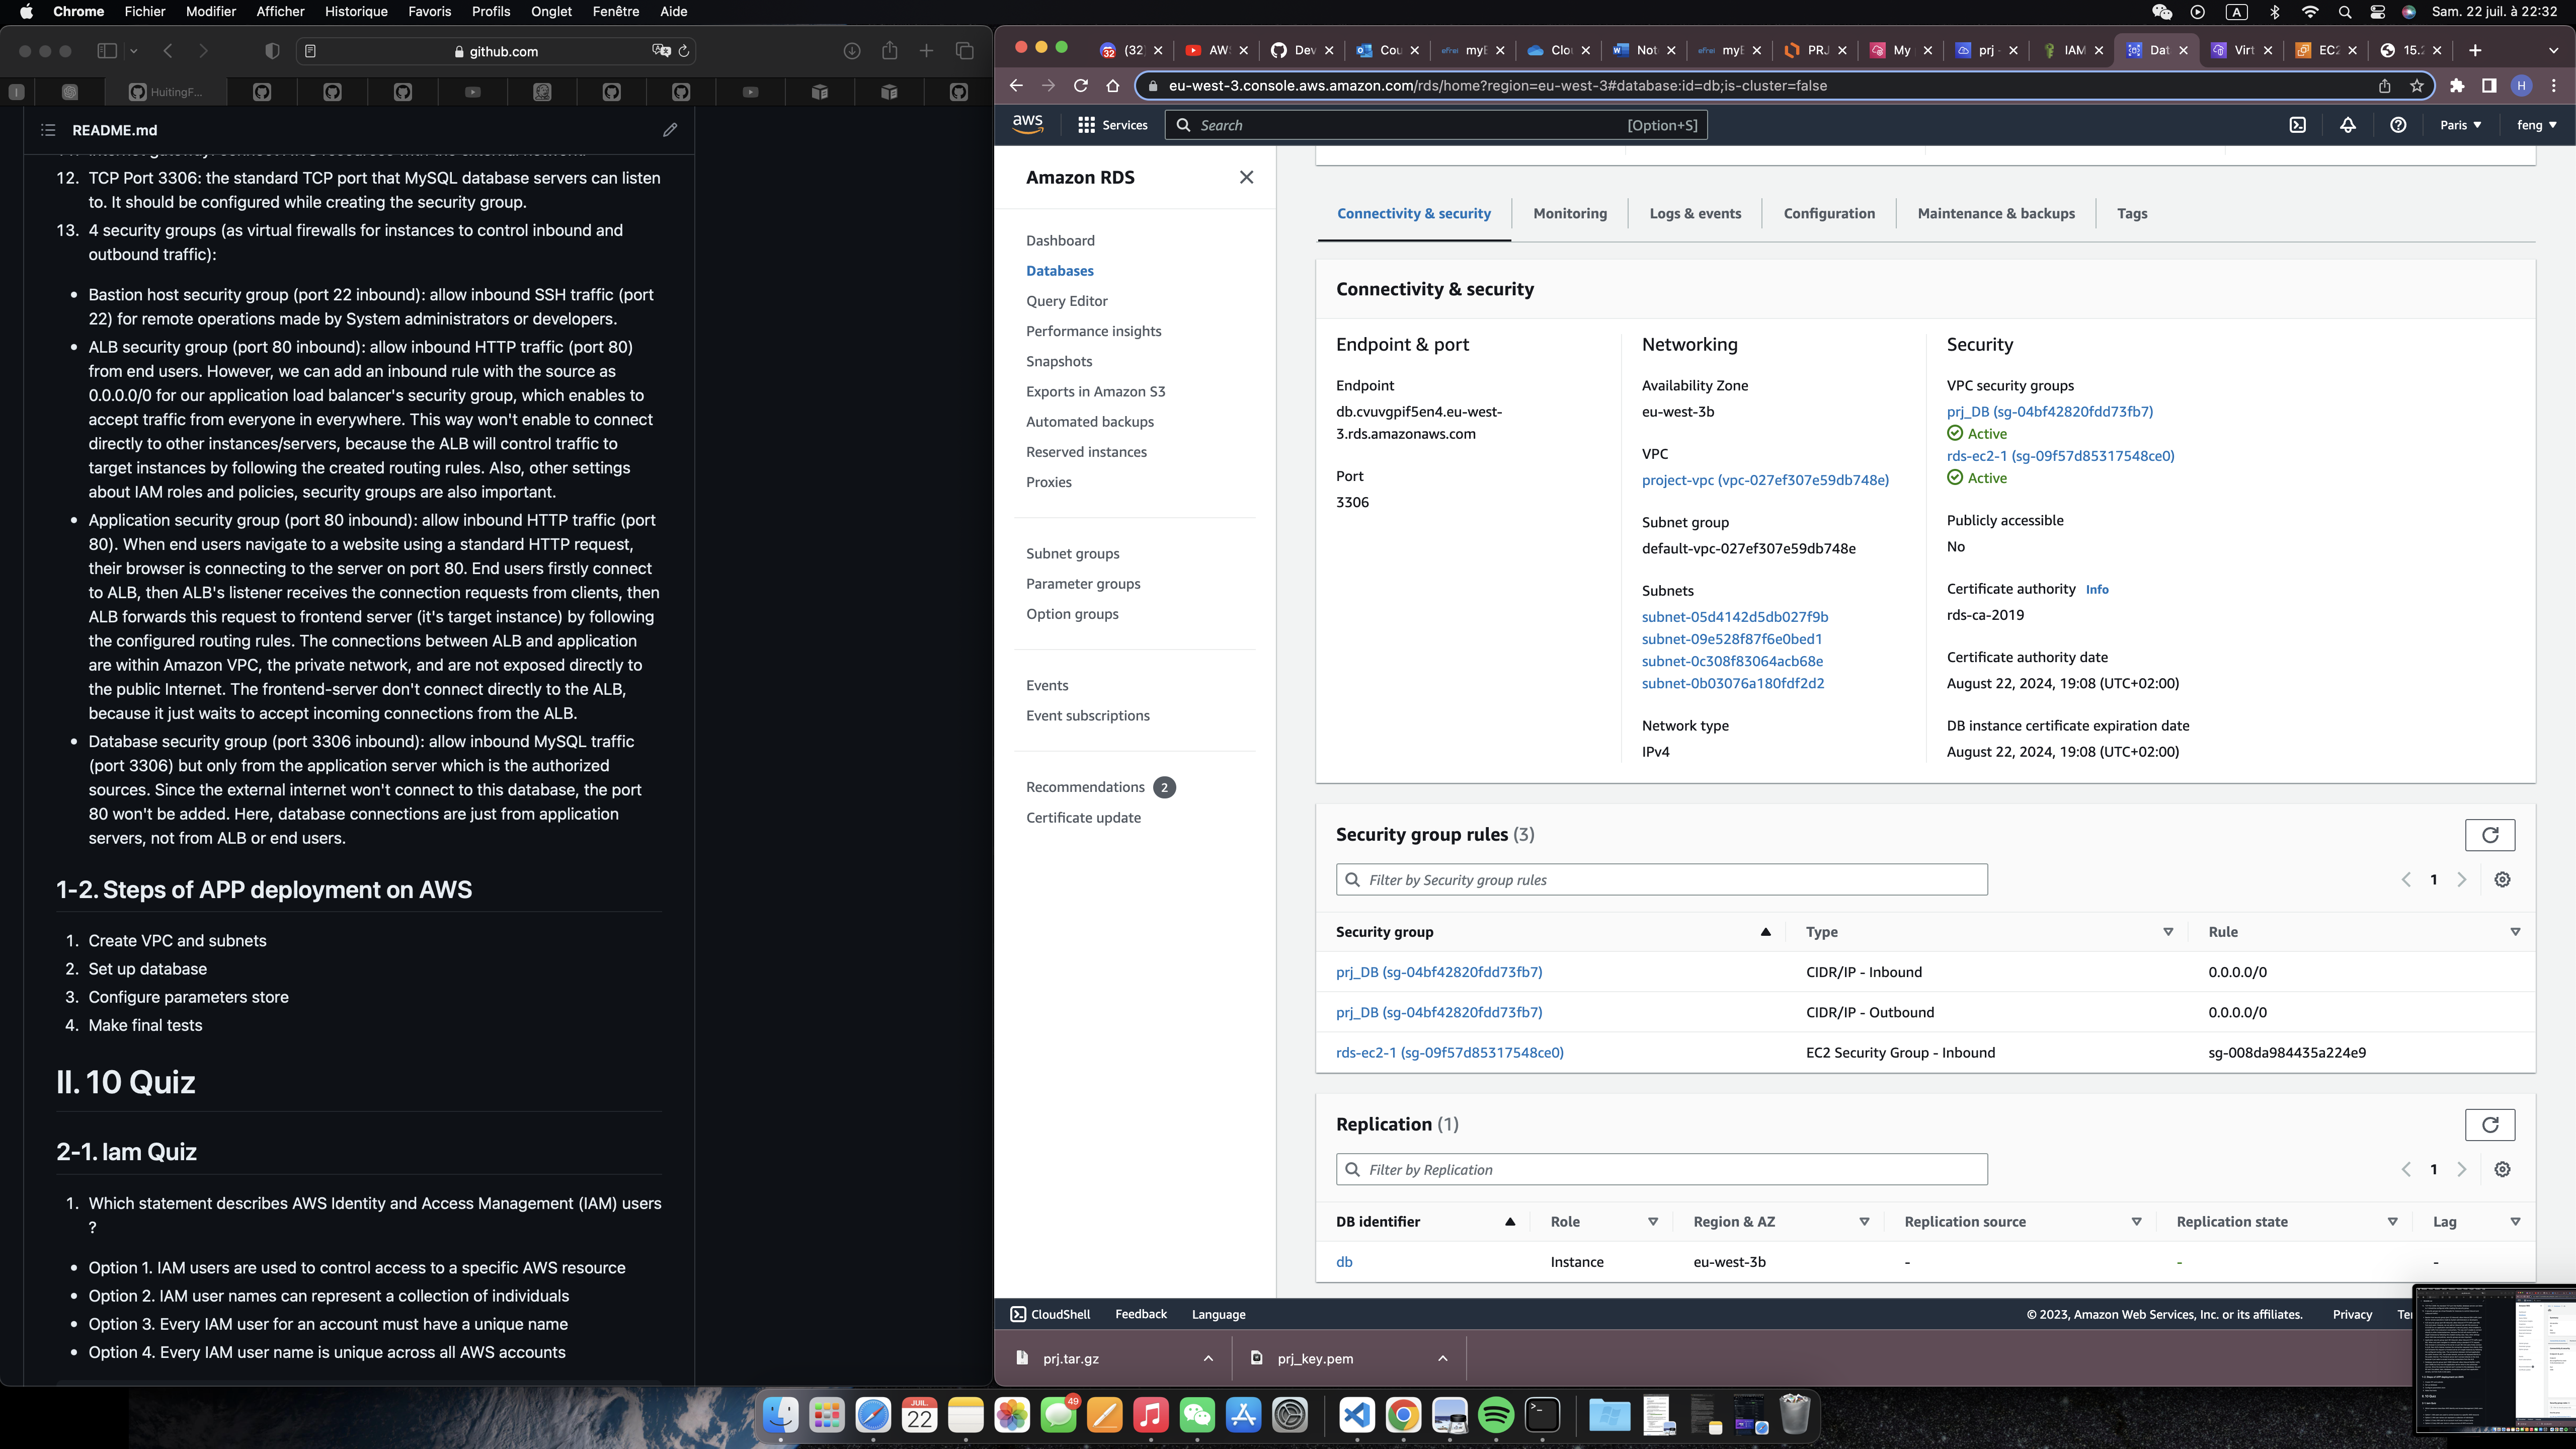 Chrome Fichier Modifier Afficher Historique Favoris Profils Onglet Fenêtre Aide
A
Sam. 22 juil. à 22:32
github.com
HuitingF...
README.md
12. TCP Port 3306: the standard TCP port that MySQL database servers can listen
to. It should be configured while creating the security group.
13. 4 security groups (as virtual firewalls for instances to control inbound and
outbound traffic):
• Bastion host security group (port 22 inbound): allow inbound SSH traffic (port
22) for remote operations made by System administrators or developers.
• ALB security group (port 80 inbound): allow inbound HTTP traffic (port 80)
from end users. However, we can add an inbound rule with the source as
0.0.0.0/0 for our application load balancer's security group, which enables to
accept traffic from everyone in everywhere. This way won't enable to connect
directly to other instances/servers, because the ALB will control traffic to
target instances by following the created routing rules. Also, other settings
about IAM roles and policies, security groups are also important.
• Application security group (port 80 inbound): allow inbound HTTP traffic (port
80). When end users navigate to a website using a standard HTTP request,
their browser is connecting to the server on port 80. End users firstly connect
to ALB, then ALB's listener receives the connection requests from clients, then
ALB forwards this request to frontend server (it's target instance) by following
the configured routing rules. The connections between ALB and application
are within Amazon VPC, the private network, and are not exposed directly to
the public Internet. The frontend-server don't connect directly to the ALB,
because it just waits to accept incoming connections from the ALB.
• Database security group (port 3306 inbound): allow inbound MySQL traffic
(port 3306) but only from the application server which is the authorized
sources. Since the external internet won't connect to this database, the port
80 won't be added. Here, database connections are just from application
servers, not from ALB or end users.
1-2. Steps of APP deployment on AWS
1. Create VPC and subnets
2. Set up database
3. Configure parameters store
4. Make final tests
II. 10 Quiz
2-1. Iam Quiz
1. Which statement describes AWS Identity and Access Management (IAM) users
?
• Option 1. IAM users are used to control access to a specific AWS resource
• Option 2. IAM user names can represent a collection of individuals
• Option 3. Every IAM user for an account must have a unique name
• Option 4. Every IAM user name is unique across all AWS accounts
32 (32) AW Dev Cou efrei myE Clou Not efrei myE PRJ My prj - IAM Dat Virt EC2 15.2
eu-west-3.console.aws.amazon.com/rds/home?region=eu-west-3#database:id=db;is-cluster=false
H
aws Services Search [Option+S] Paris feng
Amazon RDS
Dashboard
Databases
Query Editor
Performance insights
Snapshots
Exports in Amazon S3
Automated backups
Reserved instances
Proxies
Subnet groups
Parameter groups
Option groups
Events
Event subscriptions
Recommendations 2
Certificate update
Connectivity & security Monitoring Logs & events Configuration Maintenance & backups Tags
Connectivity & security
Endpoint & port
Endpoint
db.cvuvgpif5en4.eu-west-
3.rds.amazonaws.com
Port
3306
Networking
Availability Zone
eu-west-3b
VPC
project-vpc (vpc-027ef307e59db748e)
Subnet group
default-vpc-027ef307e59db748e
Subnets
subnet-05d4142d5db027f9b
subnet-09e528f87f6e0bed1
subnet-0c308f83064acb68e
subnet-0b03076a180fdf2d2
Network type
IPv4
Security
VPC security groups
prj_DB (sg-04bf42820fdd73fb7)
Active
rds-ec2-1 (sg-09f57d85317548ce0)
Active
Publicly accessible
No
Certificate authority Info
rds-ca-2019
Certificate authority date
August 22, 2024, 19:08 (UTC+02:00)
DB instance certificate expiration date
August 22, 2024, 19:08 (UTC+02:00)
Security group rules (3)
Filter by Security group rules
1
Security group Type Rule
prj_DB (sg-04bf42820fdd73fb7) CIDR/IP - Inbound 0.0.0.0/0
prj_DB (sg-04bf42820fdd73fb7) CIDR/IP - Outbound 0.0.0.0/0
rds-ec2-1 (sg-09f57d85317548ce0) EC2 Security Group - Inbound sg-008da984435a224e9
Replication (1)
Filter by Replication
1
DB identifier Role Region & AZ Replication source Replication state Lag
db Instance eu-west-3b - - -
CloudShell Feedback Language © 2023, Amazon Web Services, Inc. or its affiliates. Privacy
prj.tar.gz prj_key.pem
JUIL. 22
49